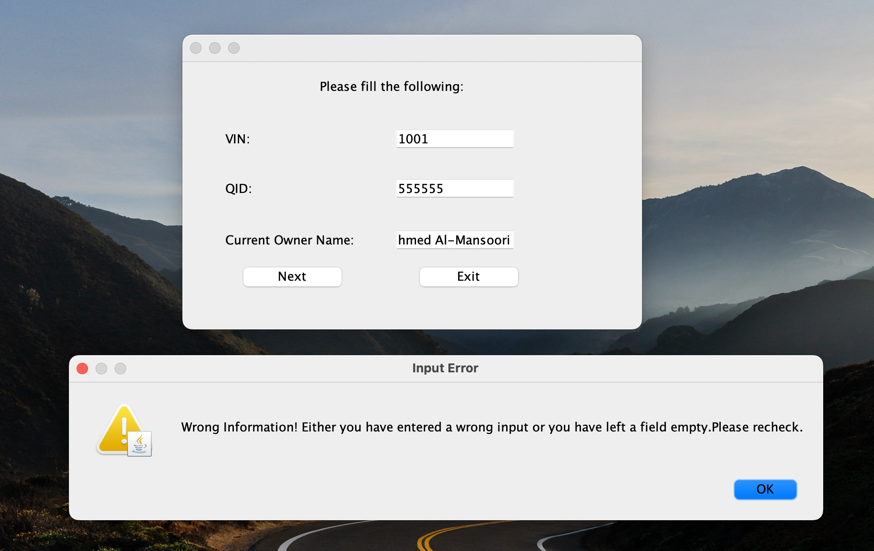 Please fill the following:
VIN:
1001
QID:
555555
Current Owner Name:
hmed Al-Mansoori
Next
Exit
Input Error
Wrong Information! Either you have entered a wrong input or you have left a field empty.Please recheck.
OK